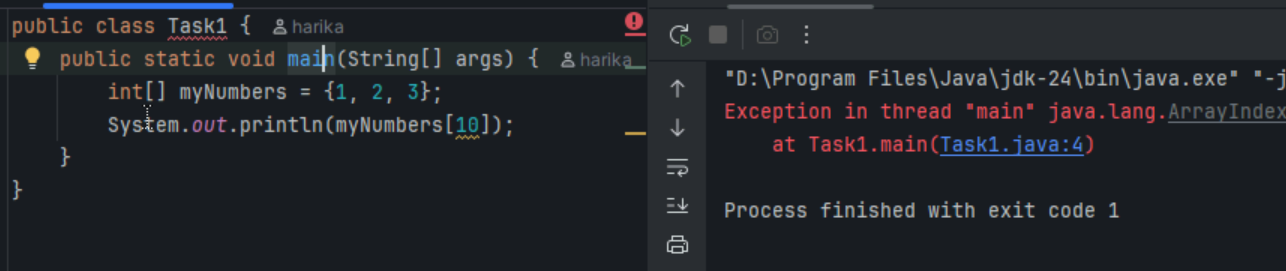 public class Task1 { harika
public static void main(String[] args) { harika
int[] myNumbers = {1, 2, 3};
System.out.println(myNumbers[10]);
}
}
"D:\Program Files\Java\jdk-24\bin\java.exe" "-j
Exception in thread "main" java.lang.ArrayIndex
at Task1.main(Task1.java:4)
Process finished with exit code 1